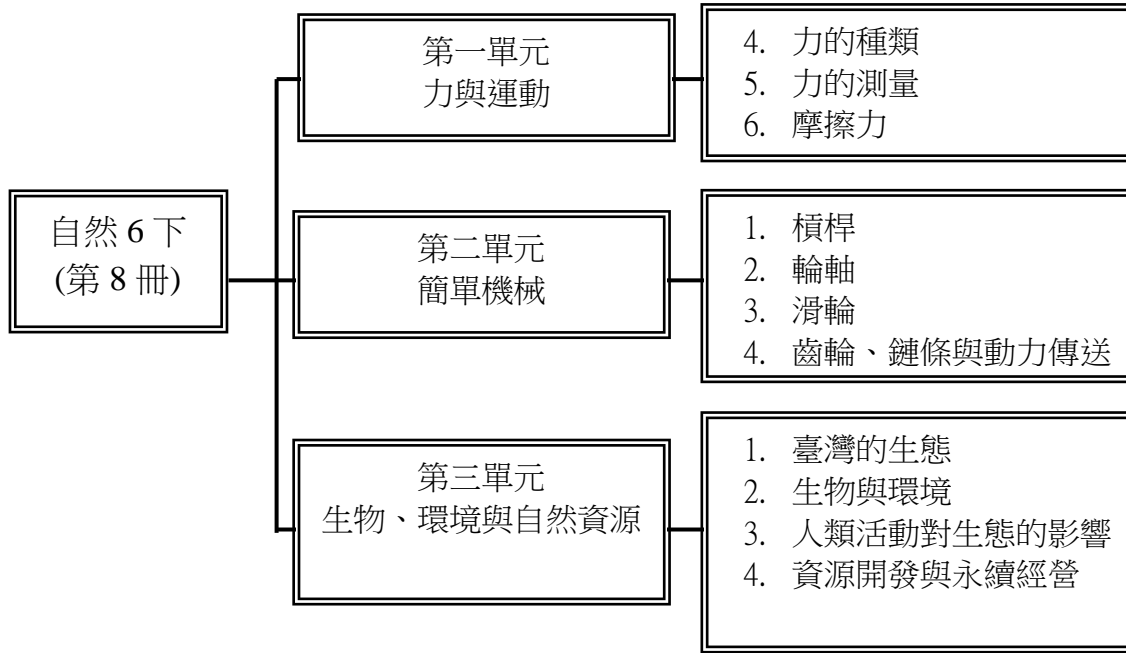 自然 6 下
(第 8 冊)
第一單元
力與運動
4. 力的種類
5. 力的測量
6. 摩擦力
第二單元
簡單機械
1. 槓桿
2. 輪軸
3. 滑輪
4. 齒輪、鏈條與動力傳送
第三單元
生物、環境與自然資源
1. 臺灣的生態
2. 生物與環境
3. 人類活動對生態的影響
4. 資源開發與永續經營